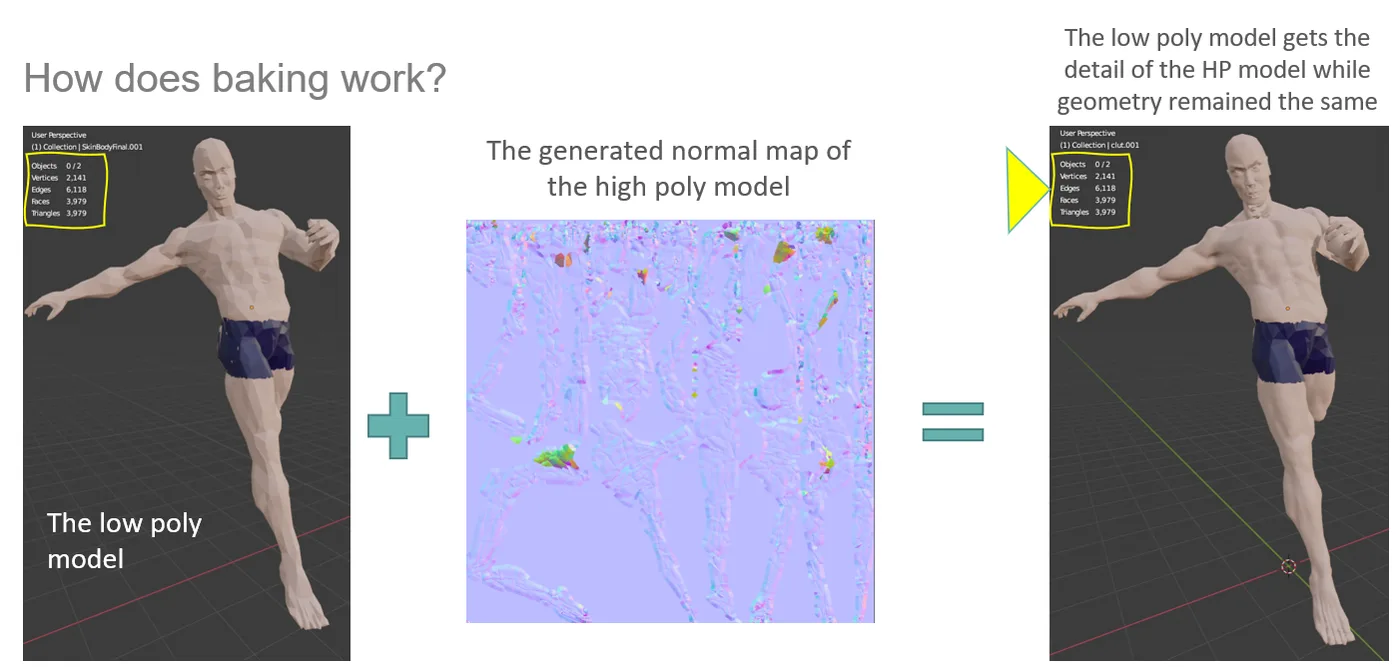 How does baking work?
The low poly model gets the
detail of the HP model while
geometry remained the same
User Perspective
(1) Collection | SkinBodyFinal.001
Objects 0 / 2
Vertices 2,141
Edges 6,118
Faces 3,979
Triangles 3,979
The low poly
model
The generated normal map of
the high poly model
User Perspective
(1) Collection | clut.001
Objects 0 / 2
Vertices 2,141
Edges 6,118
Faces 3,979
Triangles 3,979